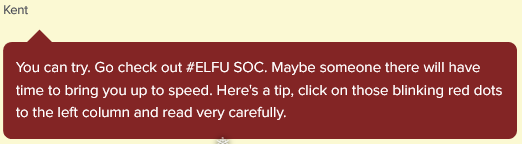 Kent
You can try. Go check out #ELFU SOC. Maybe someone there will have
time to bring you up to speed. Here's a tip, click on those blinking red dots
to the left column and read very carefully.